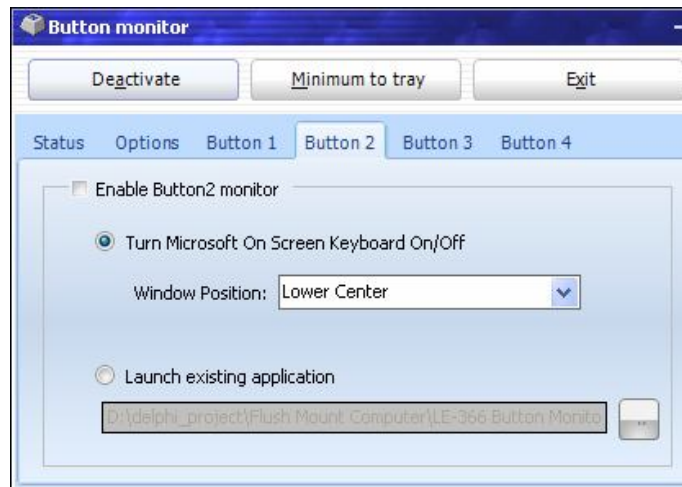 Button monitor
Deactivate Minimum to tray Exit
Status Options Button 1 Button 2 Button 3 Button 4
Enable Button2 monitor
Turn Microsoft On Screen Keyboard On/Off
Window Position: Lower Center
Launch existing application
D:\delphi_project\Flush Mount Computer\LE-366 Button Monito
..